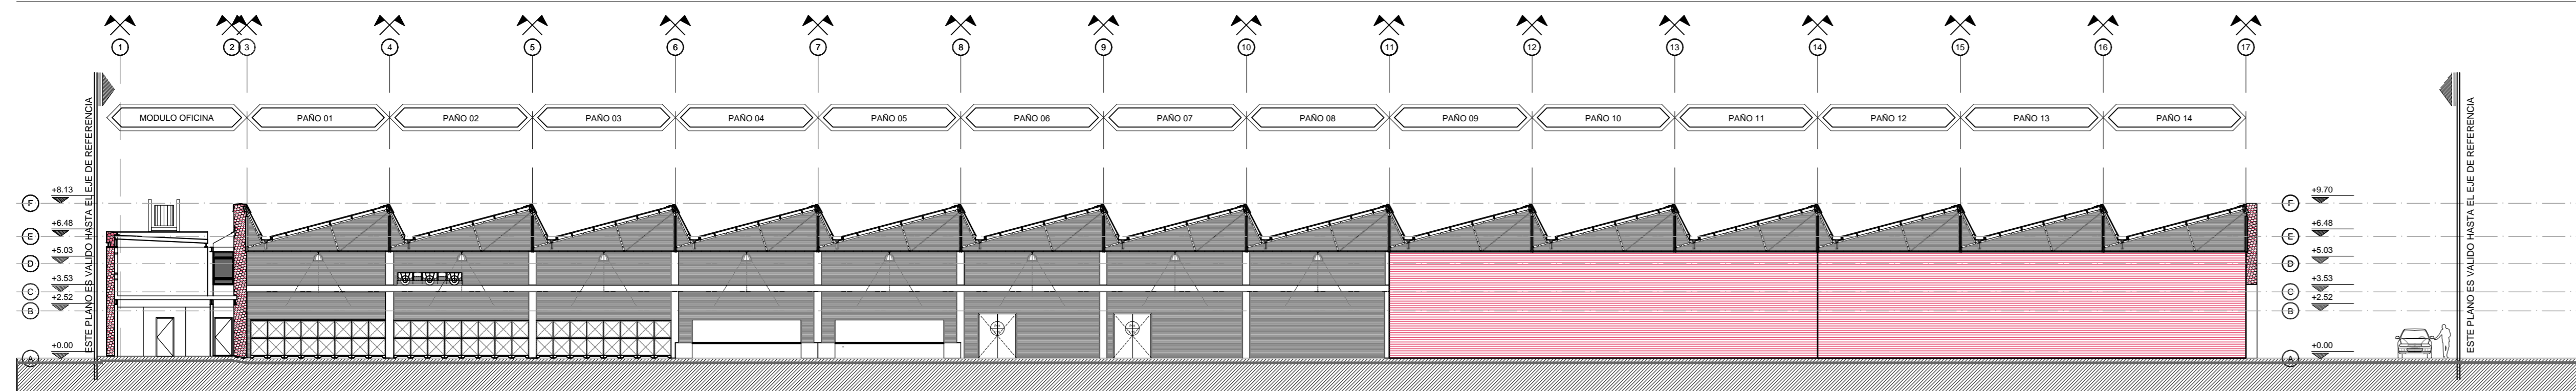 1 2 3 4 5 6 7 8 9 10 11 12 13 14 15 16 17
MODULO OFICINA PAÑO 01 PAÑO 02 PAÑO 03 PAÑO 04 PAÑO 05 PAÑO 06 PAÑO 07 PAÑO 08 PAÑO 09 PAÑO 10 PAÑO 11 PAÑO 12 PAÑO 13 PAÑO 14
ESTE PLANO ES VALIDO HASTA EL EJE DE REFERENCIA
F +8.13
E +6.48
D +5.03
C +3.53
B +2.52
A +0.00
F +9.70
E +6.48
D +5.03
C +3.53
B +2.52
A +0.00
ESTE PLANO ES VALIDO HASTA EL EJE DE REFERENCIA